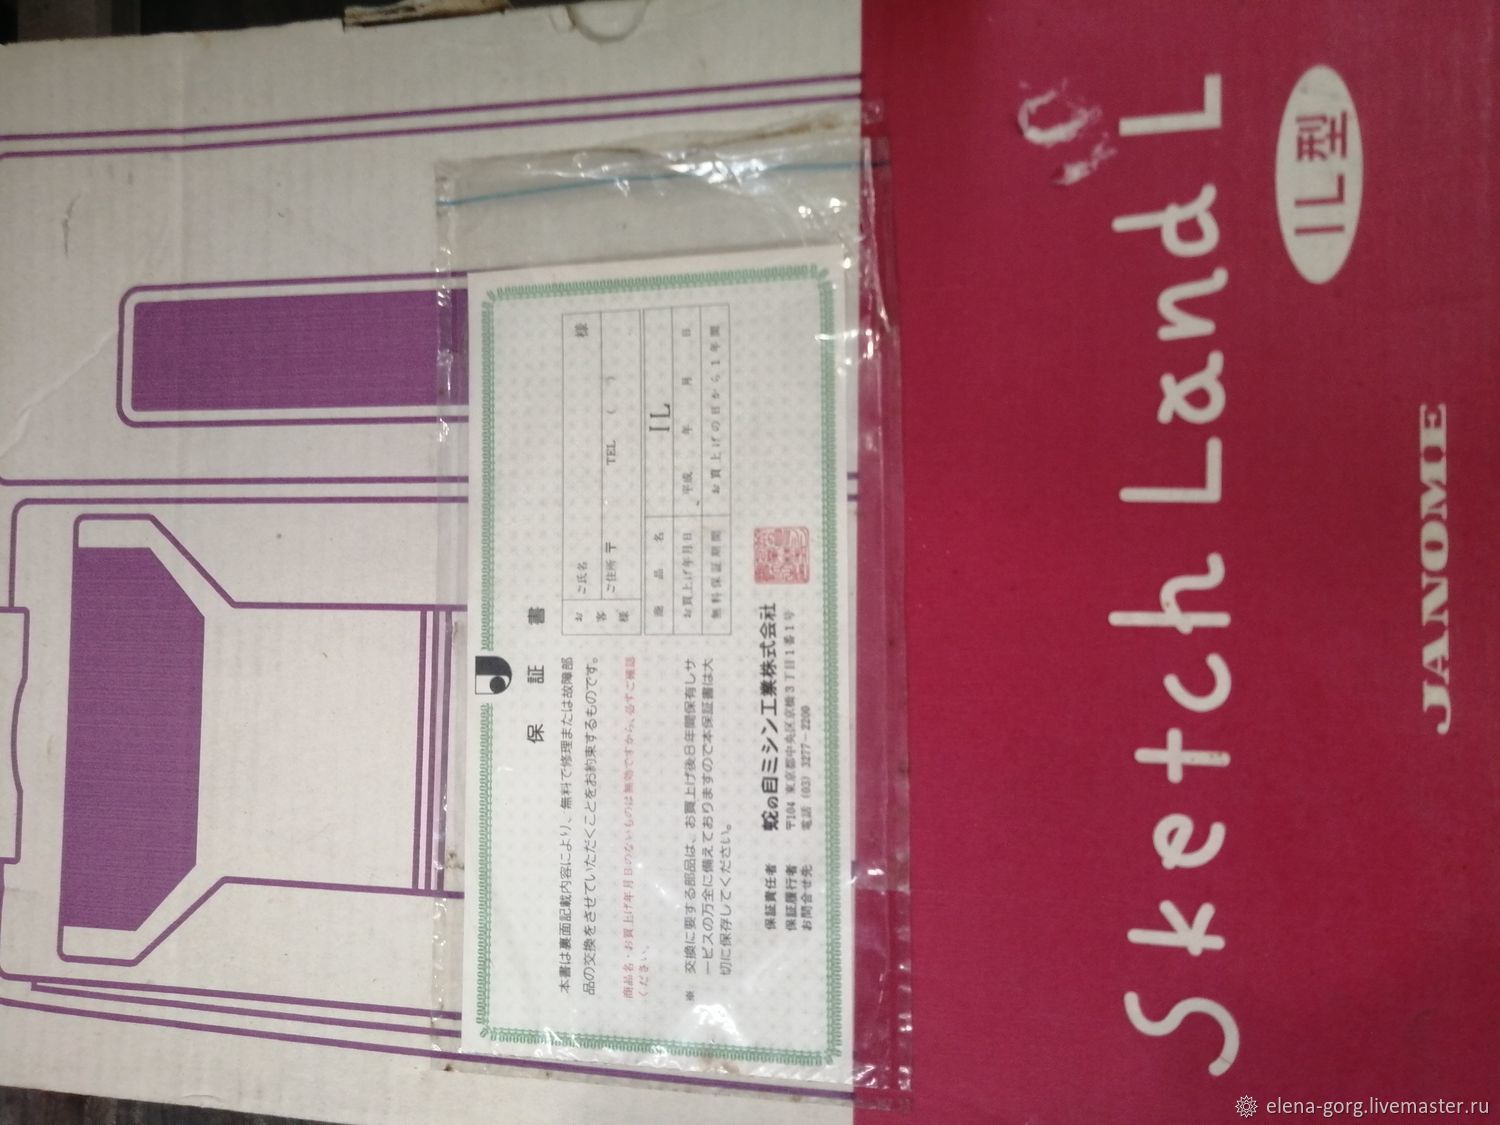 Sketch Land L
IL型
JANOME
保証書
本書は裏面記載内容により、無料で修理または故障部
品の交換をさせていただくことをお約束するものです。
商品名・お買上げ年月日のないものは無効ですから、必ずご確認
ください。
※ 交換に要する部品は、お買上げ後8年間保有しサ
ービスの万全に備えておりますので本保証書は大
切に保存してください。
お客様
ご氏名 様
ご住所 〒
TEL ( )
商品名 IL
お買上げ年月日 平成 年 月 日
無料保証期間 お買上げの日から1年間
保証責任者 蛇の目ミシン工業株式会社
保証履行者 〒104 東京都中央区京橋3丁目1番1号
お問合せ先 電話 (03) 3277-2200
elena-gorg.livemaster.ru